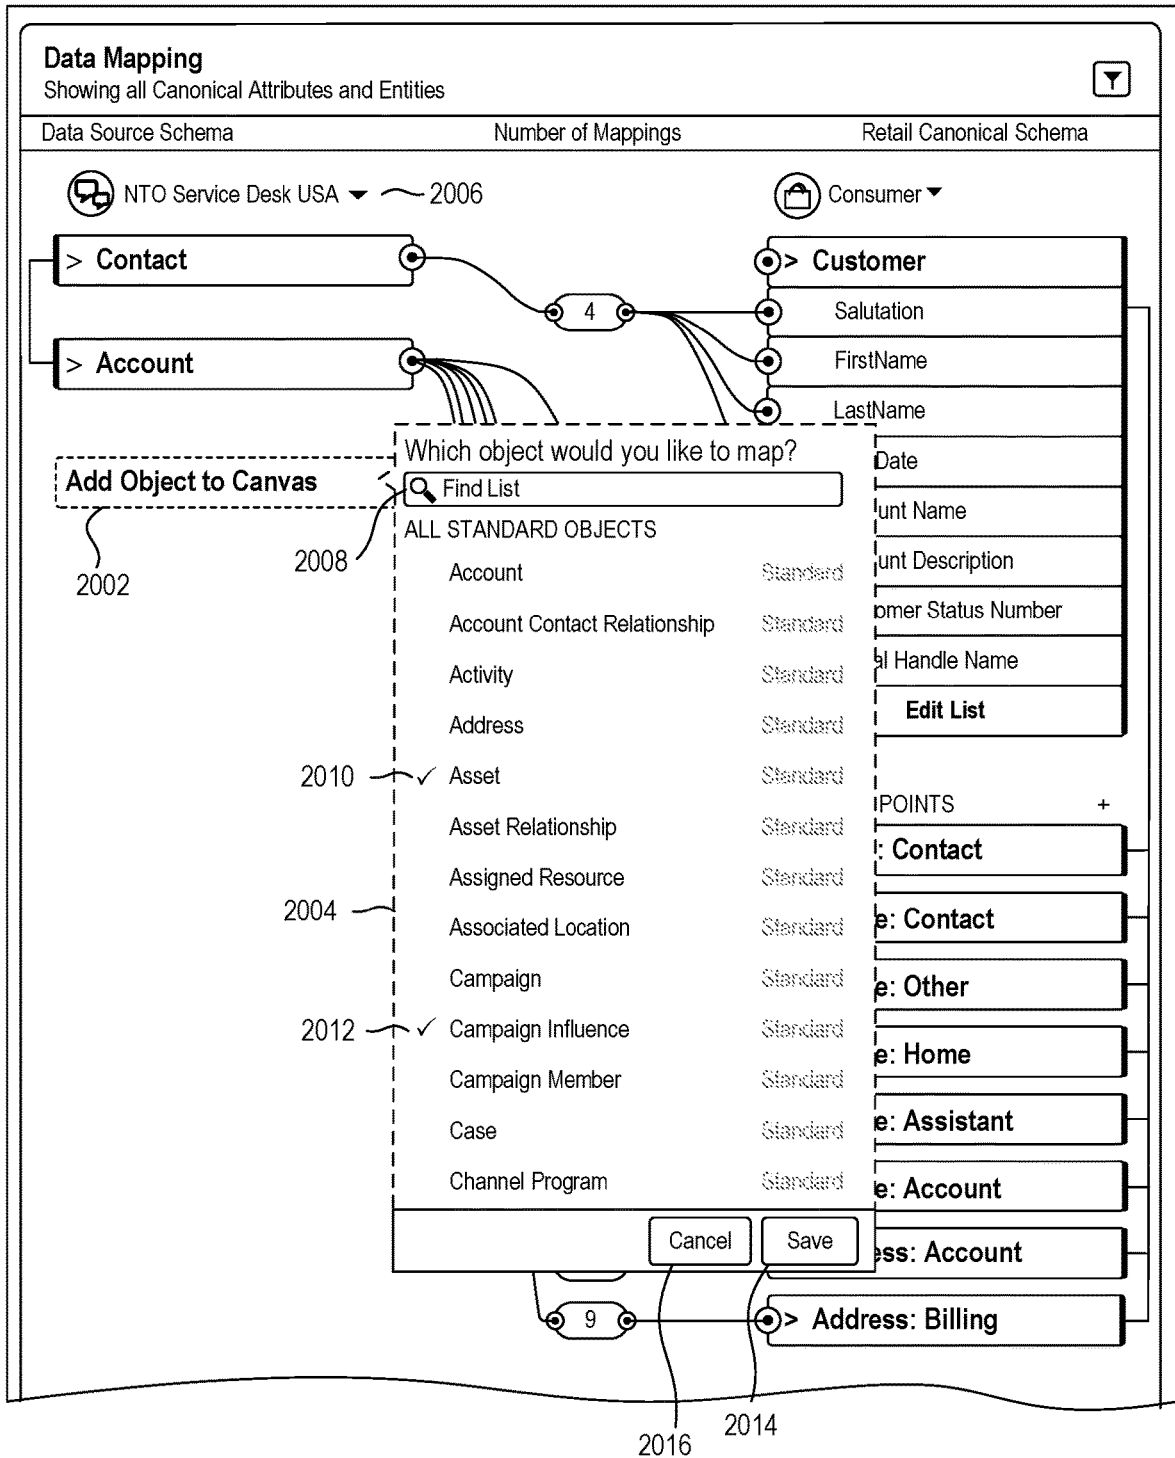 Data Mapping
Showing all Canonical Attributes and Entities
Data Source Schema Number of Mappings Retail Canonical Schema
NTO Service Desk USA 2006 Consumer
> Contact > Customer
4 Salutation
> Account FirstName
LastName
Which object would you like to map?
Date
Add Object to Canvas
Find List
unt Name
ALL STANDARD OBJECTS
2008
2002
Account Standard unt Description
Account Contact Relationship Standard omer Status Number
Activity Standard al Handle Name
Address Standard Edit List
2010 ✓ Asset Standard
POINTS +
Asset Relationship Standard : Contact
Assigned Resource Standard
2004
Associated Location Standard e: Contact
Campaign Standard e: Other
2012 ✓ Campaign Influence Standard
e: Home
Campaign Member Standard
Case Standard e: Assistant
Channel Program Standard e: Account
Cancel Save ess: Account
9 > Address: Billing
2014
2016